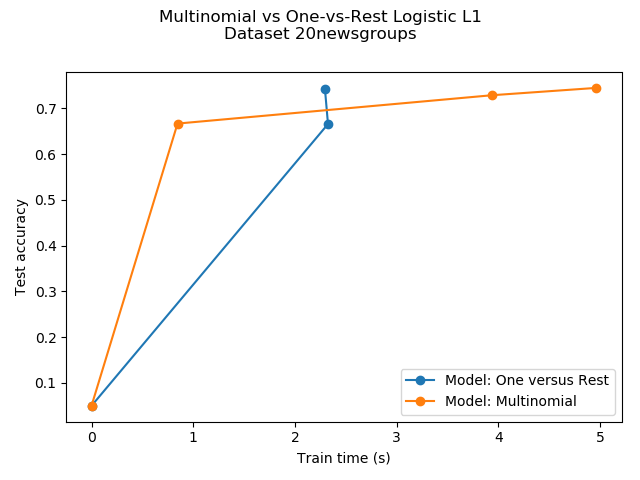 Multinomial vs One-vs-Rest Logistic L1
Dataset 20newsgroups
0.7
0.6
0.5
0.4
0.3
0.2
0.1
Test accuracy
Model: One versus Rest
Model: Multinomial
0 1 2 3 4 5
Train time (s)